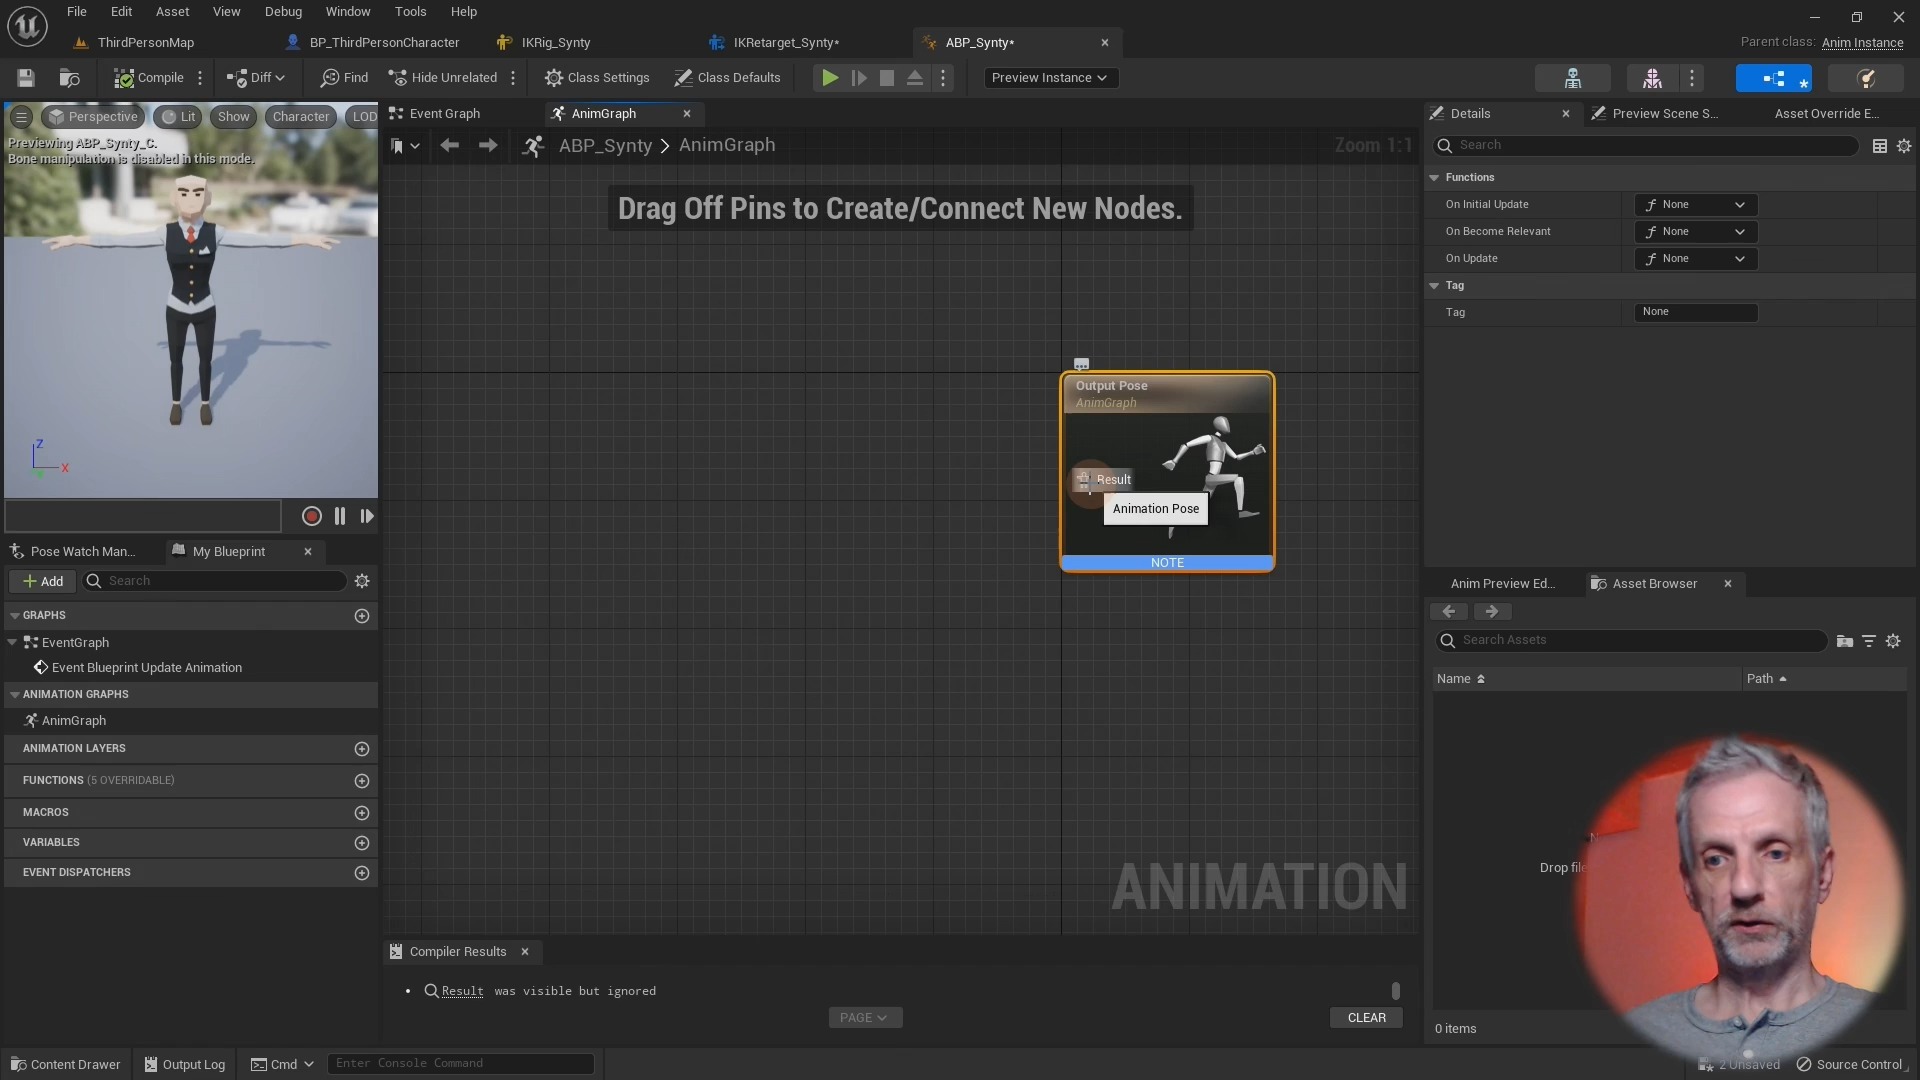 File Edit Asset View Debug Window Tools Help
ThirdPersonMap
BP_ThirdPersonCharacter
IKRig_Synty
IKRetarget_Synty*
ABP_Synty*
Parent class: Anim Instance
Compile
Diff
Find
Hide Unrelated
Class Settings
Class Defaults
Preview Instance
Perspective
Lit
Show
Character
LOD
Previewing ABP_Synty_C.
Bone manipulation is disabled in this mode.
Z
X
Event Graph
AnimGraph
ABP_Synty > AnimGraph
Zoom 1:1
Drag Off Pins to Create/Connect New Nodes.
Output Pose
AnimGraph
Result
Animation Pose
NOTE
ANIMATION
Pose Watch Man...
My Blueprint
Add
Search
GRAPHS
EventGraph
Event Blueprint Update Animation
ANIMATION GRAPHS
AnimGraph
ANIMATION LAYERS
FUNCTIONS (5 OVERRIDABLE)
MACROS
VARIABLES
EVENT DISPATCHERS
Compiler Results
Result was visible but ignored
PAGE
CLEAR
Details
Preview Scene S...
Asset Override E...
Search
Functions
On Initial Update
None
On Become Relevant
None
On Update
None
Tag
Tag
None
Anim Preview Ed...
Asset Browser
Search Assets
Name
Path
Drop file
0 items
Content Drawer
Output Log
Cmd
Enter Console Command
2 Unsaved
Source Control